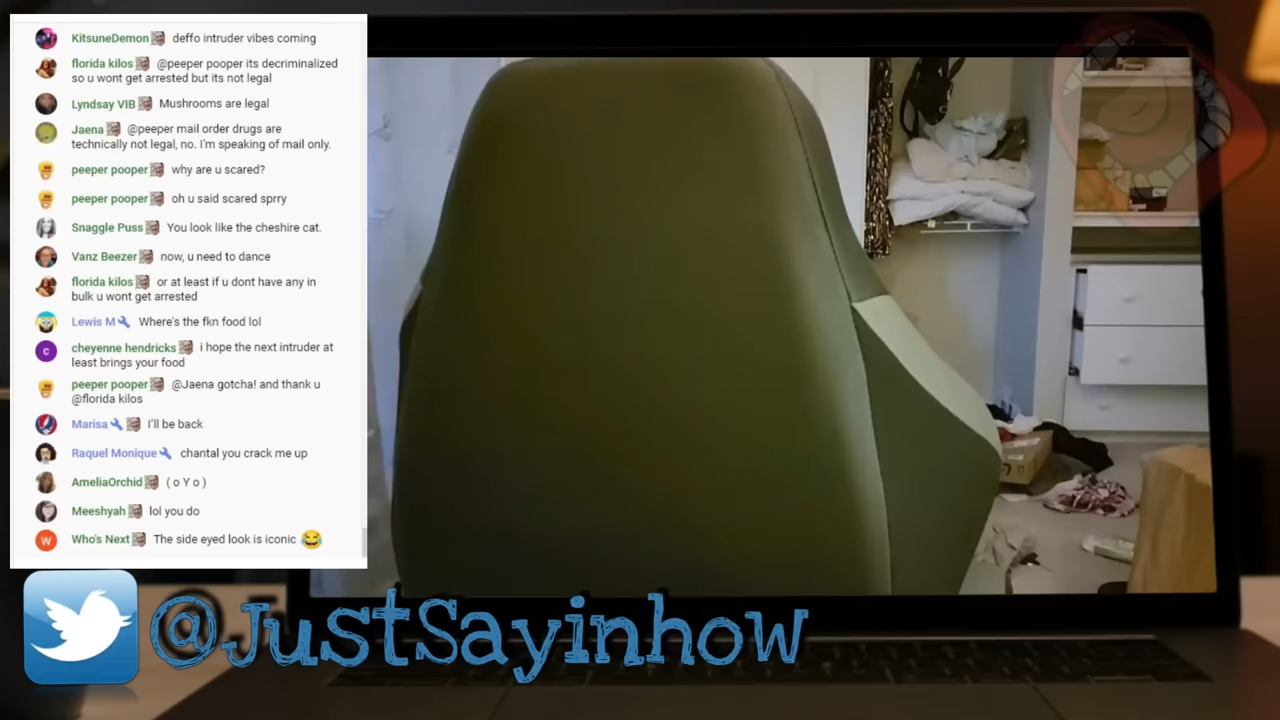 KitsuneDemon deffo intruder vibes coming
florida kilos @peeper pooper its decriminalized
so u wont get arrested but its not legal
Lyndsay VIB Mushrooms are legal
Jaena @peeper mail order drugs are
technically not legal, no. I'm speaking of mail only.
peeper pooper why are u scared?
peeper pooper oh u said scared sprry
Snaggle Puss You look like the cheshire cat.
Vanz Beezer now, u need to dance
florida kilos or at least if u dont have any in
bulk u wont get arrested
Lewis M Where's the fkn food lol
C
cheyenne hendricks i hope the next intruder at
least brings your food
peeper pooper @Jaena gotcha! and thank u
@florida kilos
Marisa I'll be back
Raquel Monique chantal you crack me up
AmeliaOrchid ( o Y o )
Meeshyah lol you do
W
Who's Next The side eyed look is iconic 😂
@JustSayinhow